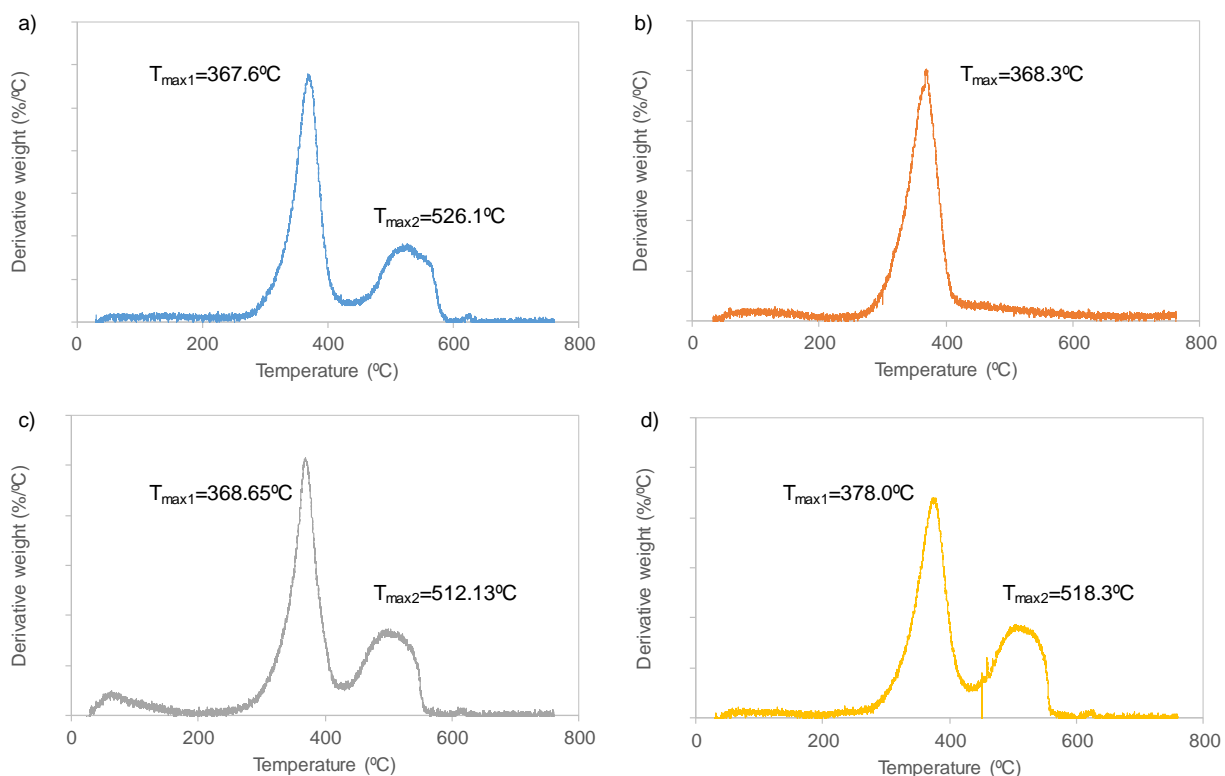 a)
Derivative weight (%/ºC)
Tmax1=367.6ºC
Tmax2=526.1ºC
0 200 400 600 800
Temperature (ºC)
b)
Derivative weight (%/ºC)
Tmax=368.3ºC
0 200 400 600 800
Temperature (ºC)
c)
Derivative weight (%/ºC)
Tmax1=368.65ºC
Tmax2=512.13ºC
0 200 400 600 800
Temperature (ºC)
d)
Derivative weight (%/ºC)
Tmax1=378.0ºC
Tmax2=518.3ºC
0 200 400 600 800
Temperature (ºC)